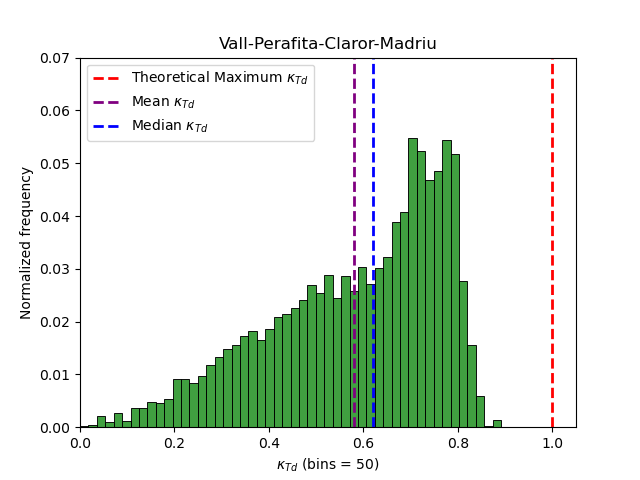 Vall-Perafita-Claror-Madriu
Theoretical Maximum κTd
Mean κTd
Median κTd
Normalized frequency
0.07
0.06
0.05
0.04
0.03
0.02
0.01
0.00
0.0 0.2 0.4 0.6 0.8 1.0
κTd (bins = 50)